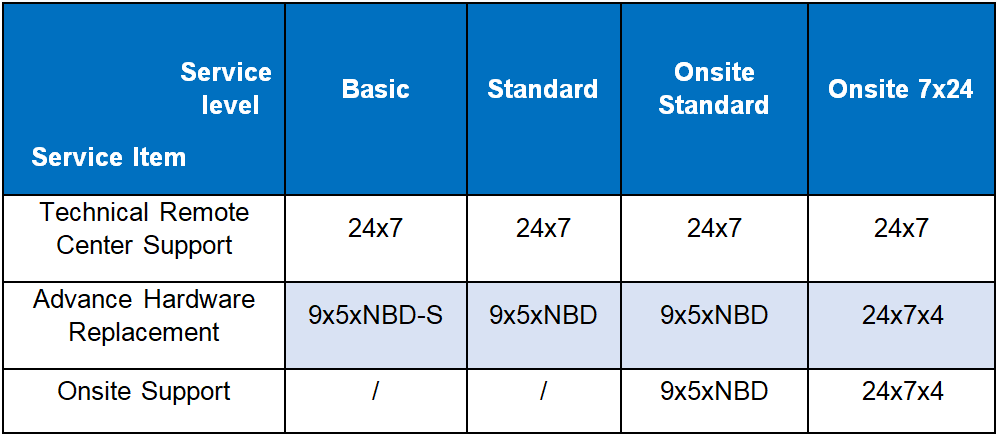 Service
level
Service Item
Basic
Standard
Onsite
Standard
Onsite 7x24
Technical Remote
Center Support
24x7
24x7
24x7
24x7
Advance Hardware
Replacement
9x5xNBD-S
9x5xNBD
9x5xNBD
24x7x4
Onsite Support
/
/
9x5xNBD
24x7x4